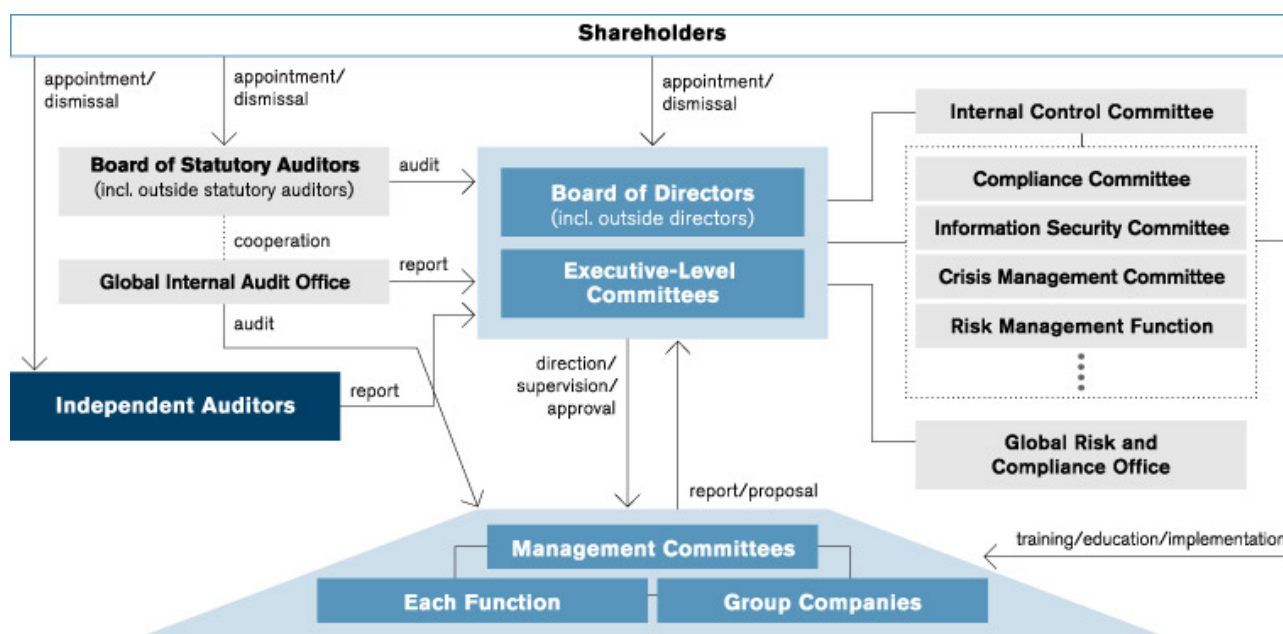 Shareholders
appointment/
dismissal
appointment/
dismissal
appointment/
dismissal
Board of Statutory Auditors
(incl. outside statutory auditors)
audit
cooperation
Global Internal Audit Office
report
audit
Independent Auditors
report
Board of Directors
(incl. outside directors)
Executive-Level
Committees
Internal Control Committee
Compliance Committee
Information Security Committee
Crisis Management Committee
Risk Management Function
Global Risk and
Compliance Office
direction/
supervision/
approval
report/proposal
training/education/implementation
Management Committees
Each Function
Group Companies